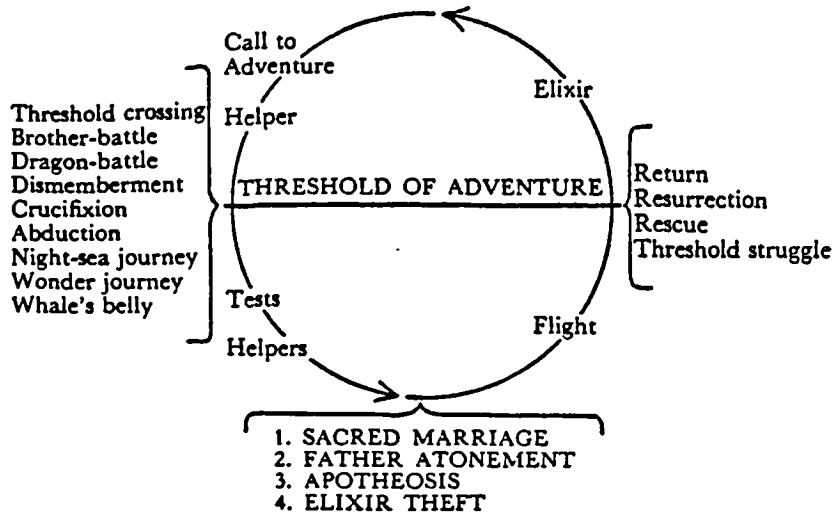 Call to
Adventure
Helper
Threshold crossing
Brother-battle
Dragon-battle
Dismemberment
Crucifixion
Abduction
Night-sea journey
Wonder journey
Whale's belly
THRESHOLD OF ADVENTURE
Elixir
Return
Resurrection
Rescue
Threshold struggle
Tests
Helpers
Flight
1. SACRED MARRIAGE
2. FATHER ATONEMENT
3. APOTHEOSIS
4. ELIXIR THEFT